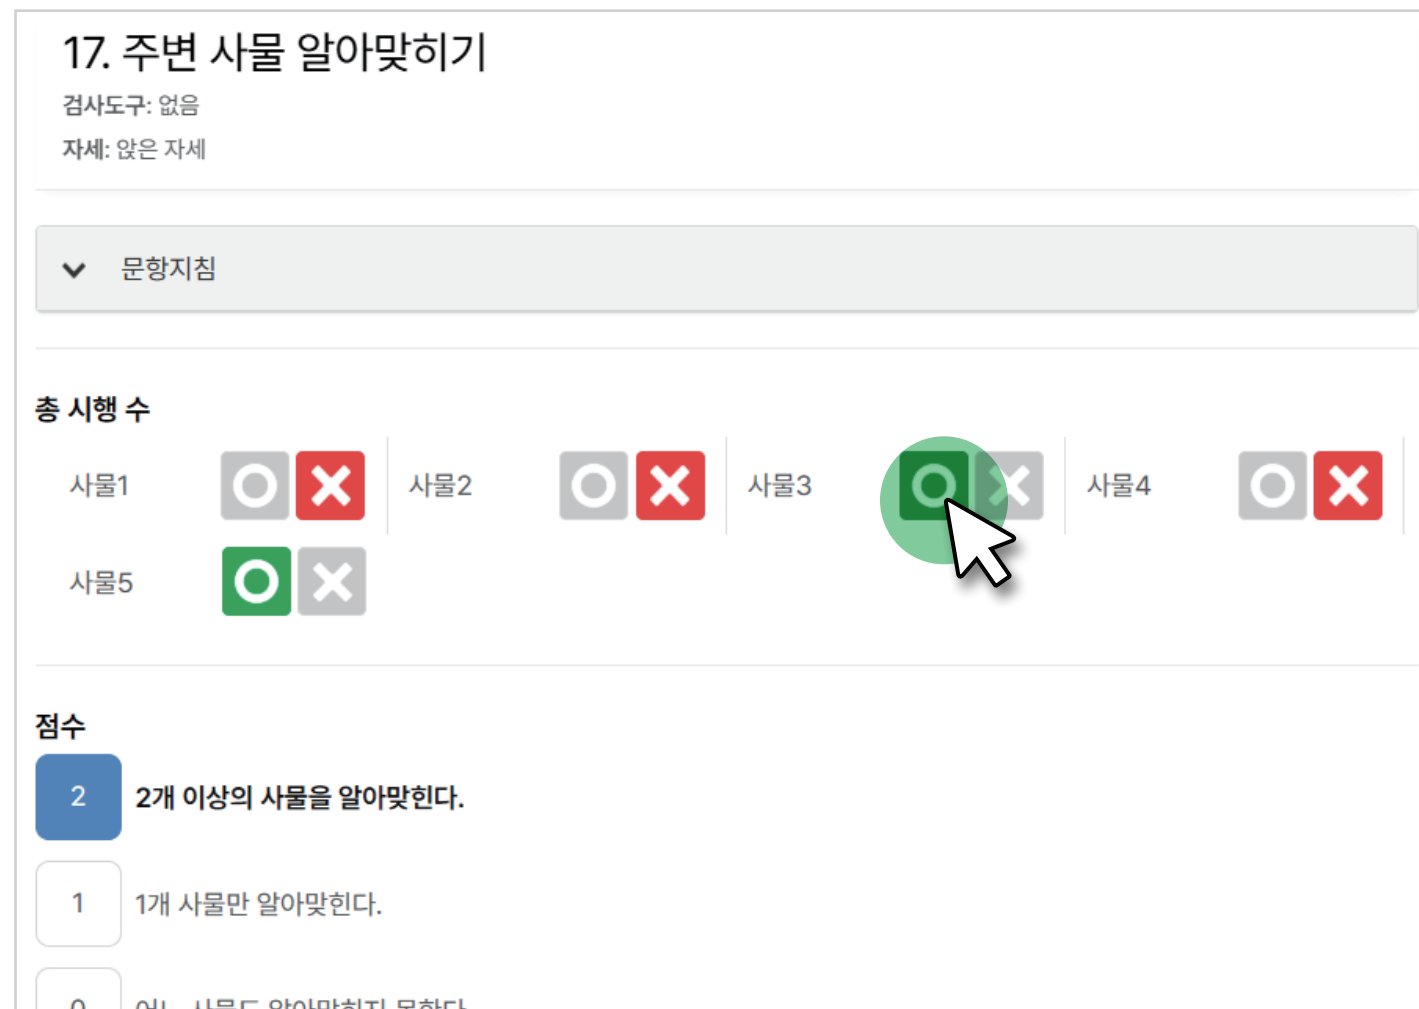 17. 주변 사물 알아맞히기
검사도구: 없음
자세: 앉은 자세
문항지침
총 시행 수
사물1 사물2 사물3 사물4
사물5
점수
2 2개 이상의 사물을 알아맞힌다.
1 1개 사물만 알아맞힌다.